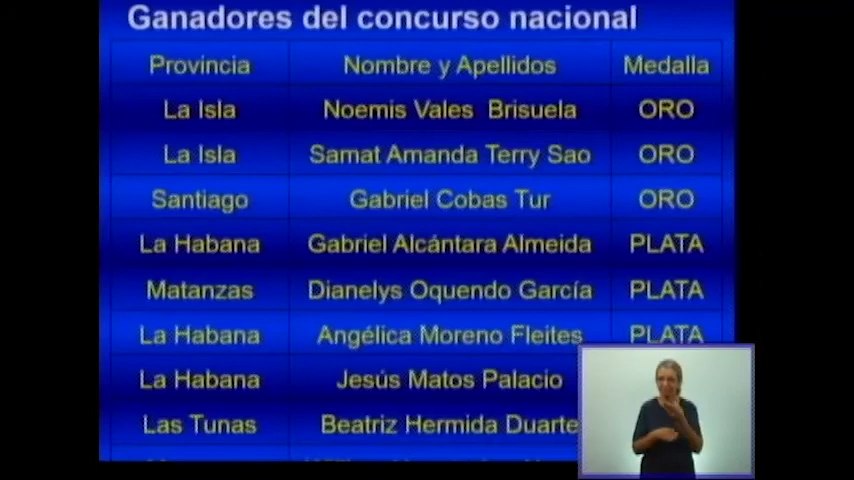 Ganadores del concurso nacional
Provincia Nombre y Apellidos Medalla
La Isla Noemis Vales Brisuela ORO
La Isla Samat Amanda Terry Sao ORO
Santiago Gabriel Cobas Tur ORO
La Habana Gabriel Alcántara Almeida PLATA
Matanzas Dianelys Oquendo García PLATA
La Habana Angélica Moreno Fleites PLATA
La Habana Jesús Matos Palacio
Las Tunas Beatriz Hermida Duarte